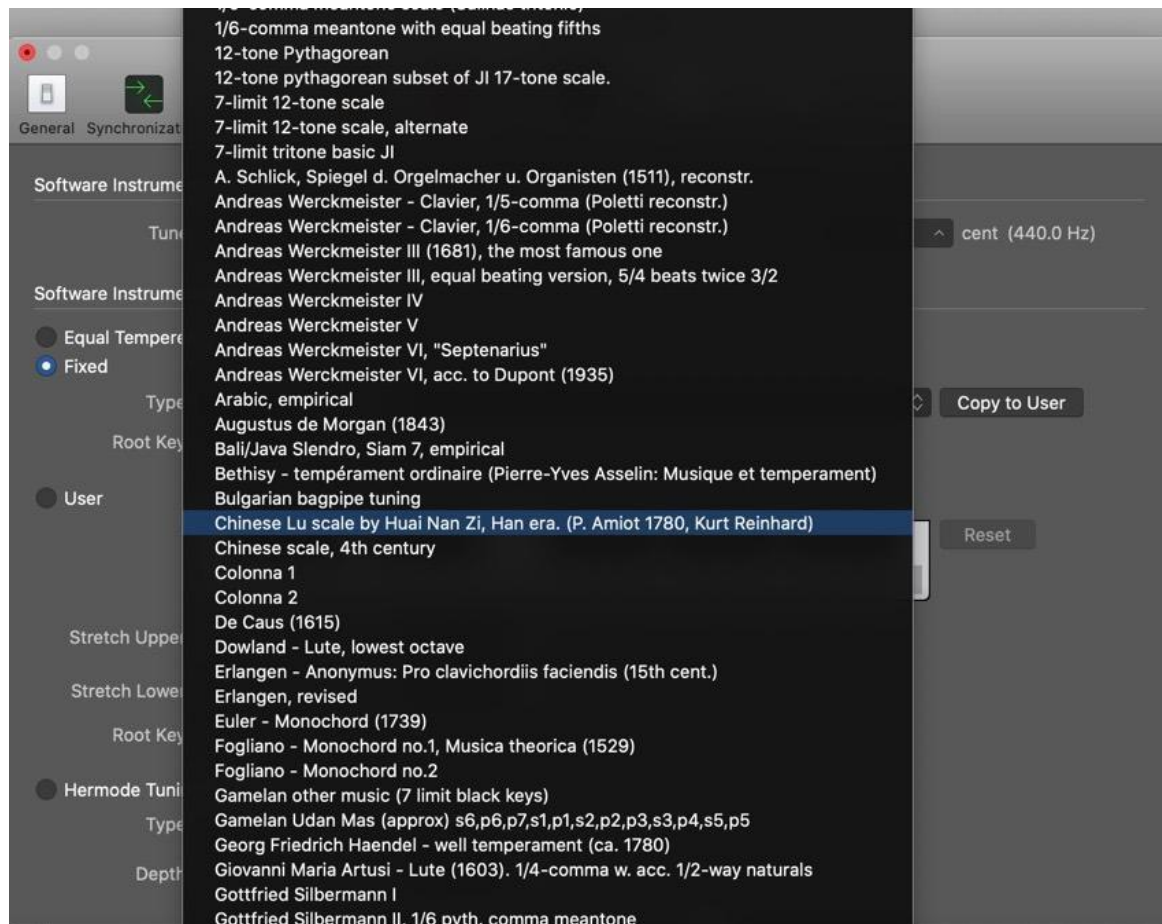 1/6-comma meantone with equal beating fifths
12-tone Pythagorean
12-tone pythagorean subset of JI 17-tone scale.
7-limit 12-tone scale
7-limit 12-tone scale, alternate
7-limit tritone basic JI
A. Schlick, Spiegel d. Orgelmacher u. Organisten (1511), reconstr.
Andreas Werckmeister - Clavier, 1/5-comma (Poletti reconstr.)
Andreas Werckmeister - Clavier, 1/6-comma (Poletti reconstr.)
Andreas Werckmeister III (1681), the most famous one
Andreas Werckmeister III, equal beating version, 5/4 beats twice 3/2
Andreas Werckmeister IV
Andreas Werckmeister V
Andreas Werckmeister VI, "Septenarius"
Andreas Werckmeister VI, acc. to Dupont (1935)
Arabic, empirical
Augustus de Morgan (1843)
Bali/Java Slendro, Siam 7, empirical
Bethisy - tempérament ordinaire (Pierre-Yves Asselin: Musique et temperament)
Bulgarian bagpipe tuning
Chinese Lu scale by Huai Nan Zi, Han era. (P. Amiot 1780, Kurt Reinhard)
Chinese scale, 4th century
Colonna 1
Colonna 2
De Caus (1615)
Dowland - Lute, lowest octave
Erlangen - Anonymus: Pro clavichordiis faciendis (15th cent.)
Erlangen, revised
Euler - Monochord (1739)
Fogliano - Monochord no.1, Musica theorica (1529)
Fogliano - Monochord no.2
Gamelan other music (7 limit black keys)
Gamelan Udan Mas (approx) s6,p6,p7,s1,p1,s2,p2,p3,s3,p4,s5,p5
Georg Friedrich Haendel - well temperament (ca. 1780)
Giovanni Maria Artusi - Lute (1603). 1/4-comma w. acc. 1/2-way naturals
Gottfried Silbermann I
Gottfried Silbermann II, 1/6 pyth. comma meantone
General Synchronizat
Software Instrume
Tune
cent (440.0 Hz)
Software Instrume
Equal Tempere
Fixed
Type
Copy to User
Root Key
User
Reset
Stretch Upper
Stretch Lower
Root Key
Hermode Tuni
Type
Depth